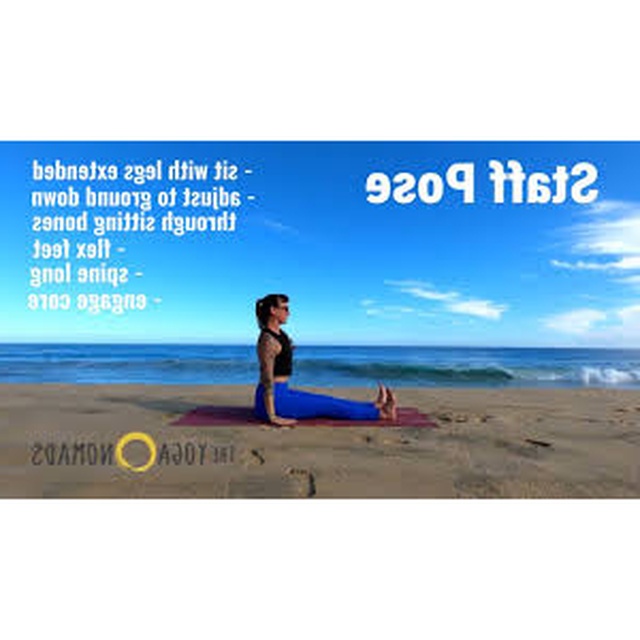 Staff Pose
- sit with legs extended
- adjust to ground down
through sitting bones
- flex feet
- spine long
- engage core
THE YOGA NOMADS